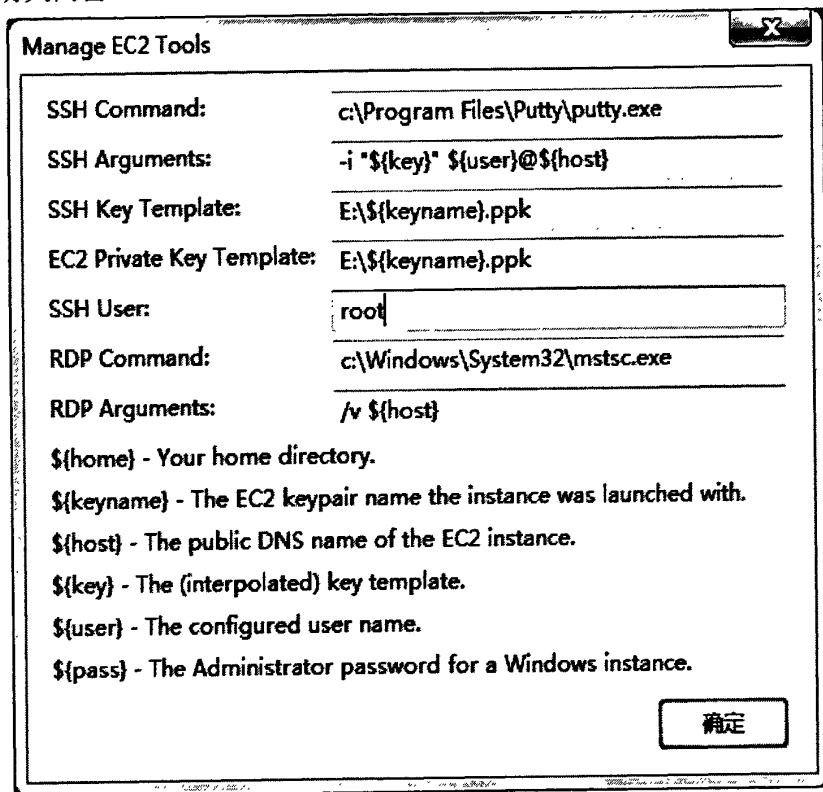 Manage EC2 Tools
SSH Command: c:\Program Files\Putty\putty.exe
SSH Arguments: -i "${key}" ${user}@${host}
SSH Key Template: E:\${keyname}.ppk
EC2 Private Key Template: E:\${keyname}.ppk
SSH User: root
RDP Command: c:\Windows\System32\mstsc.exe
RDP Arguments: /v ${host}
${home} - Your home directory.
${keyname} - The EC2 keypair name the instance was launched with.
${host} - The public DNS name of the EC2 instance.
${key} - The (interpolated) key template.
${user} - The configured user name.
${pass} - The Administrator password for a Windows instance.
确定